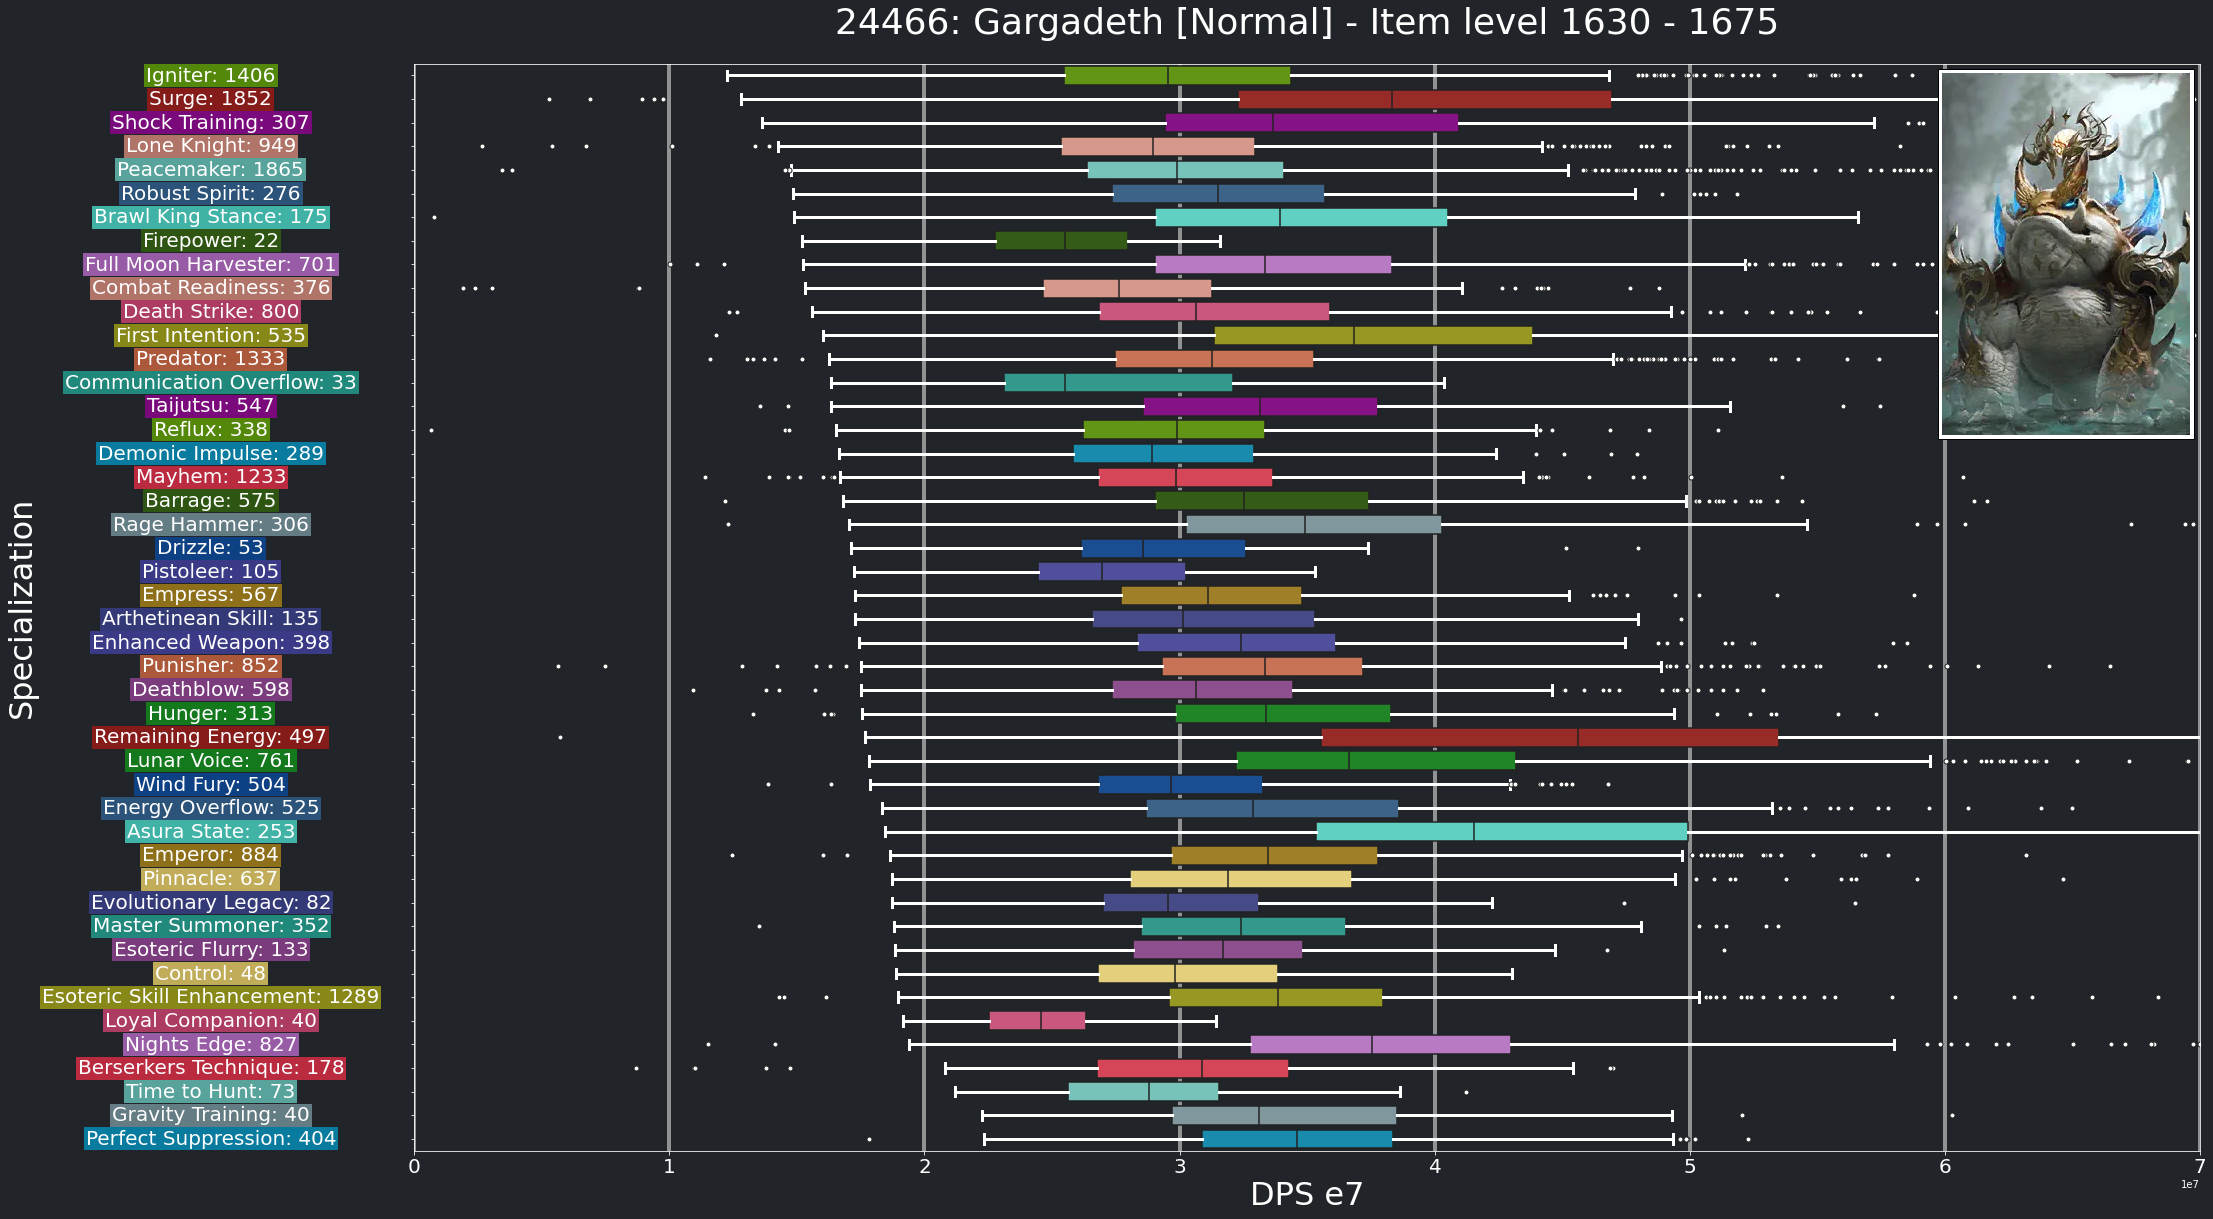 24466: Gargadeth [Normal] - Item level 1630 - 1675
Igniter: 1406
Surge: 1852
Shock Training: 307
Lone Knight: 949
Peacemaker: 1865
Robust Spirit: 276
Brawl King Stance: 175
Firepower: 22
Full Moon Harvester: 701
Combat Readiness: 376
Death Strike: 800
First Intention: 535
Predator: 1333
Communication Overflow: 33
Taijutsu: 547
Reflux: 338
Demonic Impulse: 289
Mayhem: 1233
Barrage: 575
Rage Hammer: 306
Drizzle: 53
Pistoleer: 105
Empress: 567
Arthetinean Skill: 135
Enhanced Weapon: 398
Punisher: 852
Deathblow: 598
Hunger: 313
Remaining Energy: 497
Lunar Voice: 761
Wind Fury: 504
Energy Overflow: 525
Asura State: 253
Emperor: 884
Pinnacle: 637
Evolutionary Legacy: 82
Master Summoner: 352
Esoteric Flurry: 133
Control: 48
Esoteric Skill Enhancement: 1289
Loyal Companion: 40
Nights Edge: 827
Berserkers Technique: 178
Time to Hunt: 73
Gravity Training: 40
Perfect Suppression: 404
Specialization
0 1 2 3 4 5 6 7
1e7
DPS e7